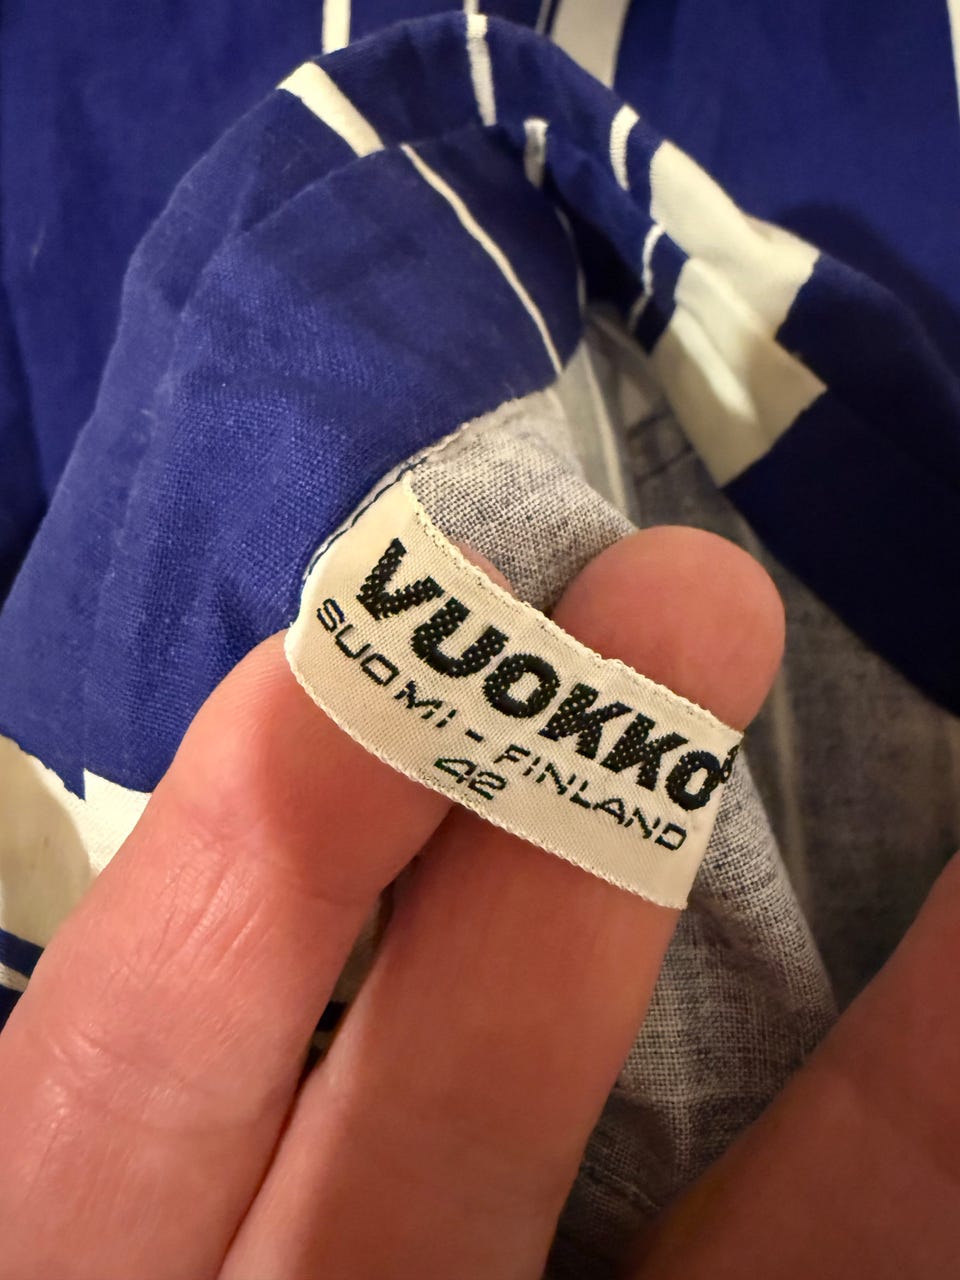 VUOKKO®
SUOMI - FINLAND
42